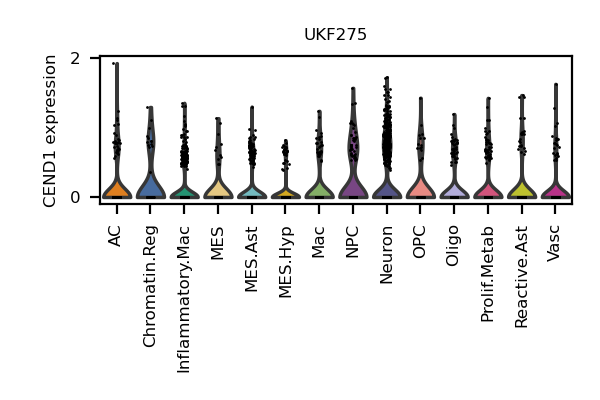 UKF275
CEND1 expression
2
0
AC
Chromatin.Reg
Inflammatory.Mac
MES
MES.Ast
MES.Hyp
Mac
NPC
Neuron
OPC
Oligo
Prolif.Metab
Reactive.Ast
Vasc